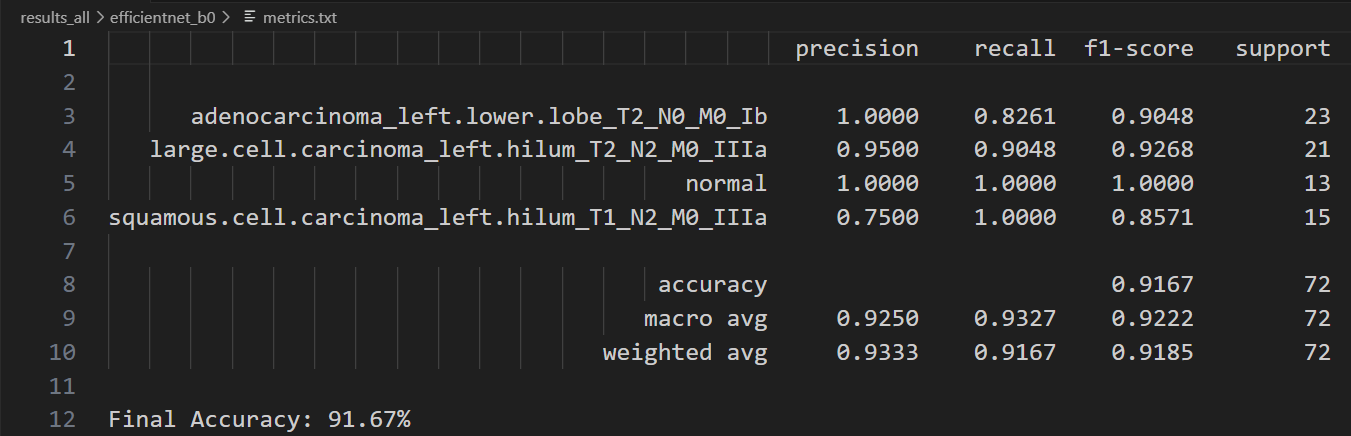 results_all > efficientnet_b0 > metrics.txt
1 precision recall f1-score support
2
3 adenocarcinoma_left.lower.lobe_T2_N0_M0_Ib 1.0000 0.8261 0.9048 23
4 large.cell.carcinoma_left.hilum_T2_N2_M0_IIIa 0.9500 0.9048 0.9268 21
5 normal 1.0000 1.0000 1.0000 13
6 squamous.cell.carcinoma_left.hilum_T1_N2_M0_IIIa 0.7500 1.0000 0.8571 15
7
8 accuracy 0.9167 72
9 macro avg 0.9250 0.9327 0.9222 72
10 weighted avg 0.9333 0.9167 0.9185 72
11
12 Final Accuracy: 91.67%